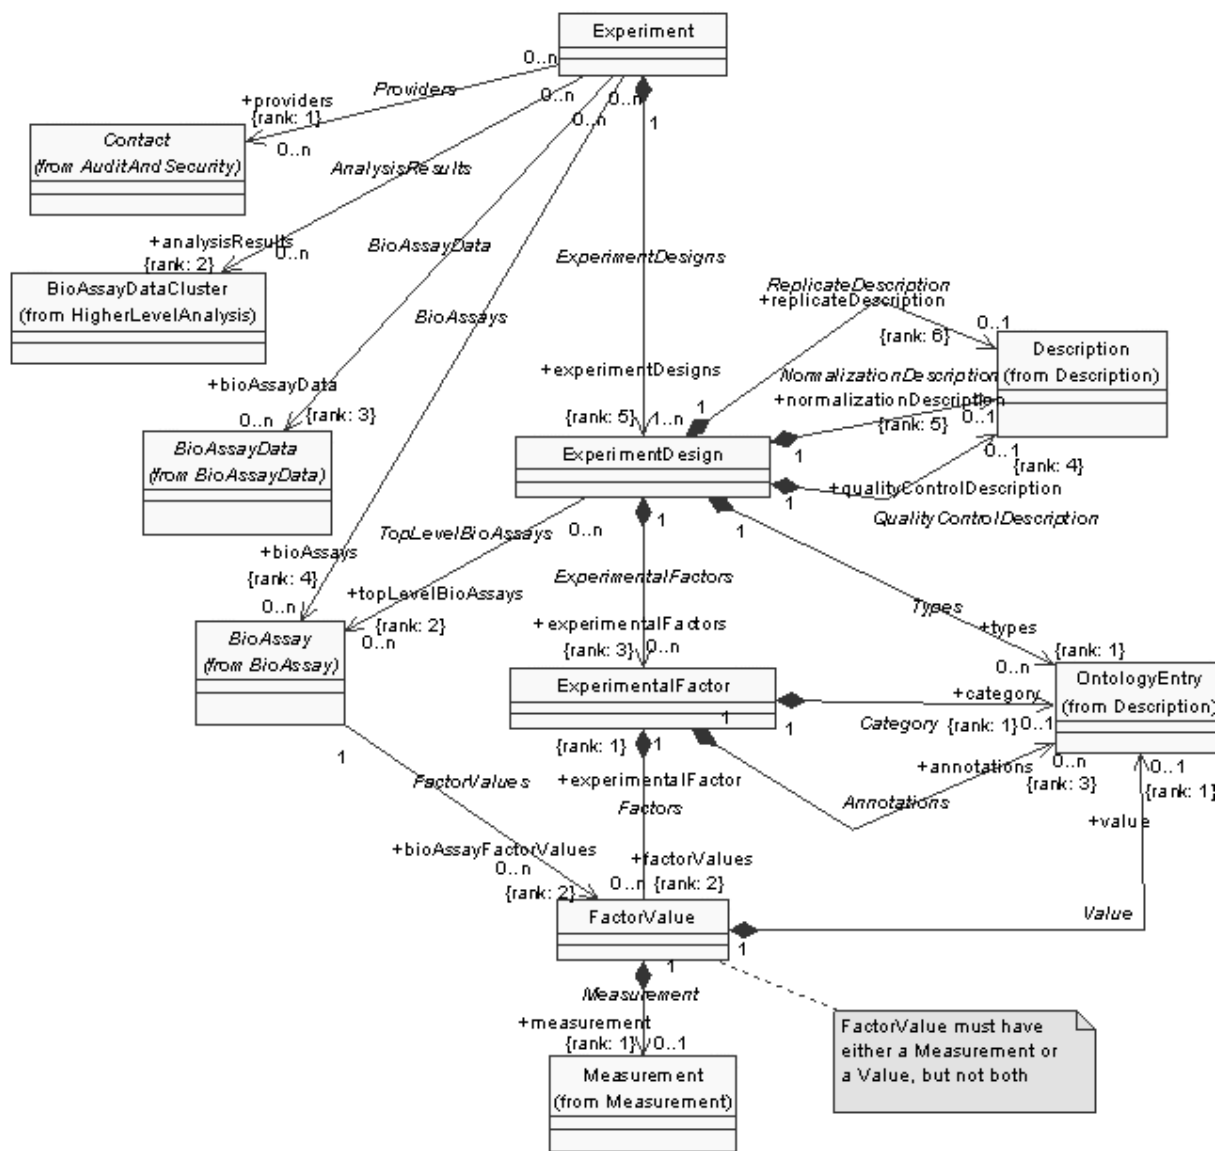 Experiment
0..n
Providers
0..n
0..n
0..n
1
+providers
{rank: 1}
0..n
Contact
(from AuditAndSecurity)
AnalysisResults
+analysisResults
0..n
{rank: 2}
BioAssayData
ExperimentDesigns
BioAssayDataCluster
(from HigherLevelAnalysis)
BioAssays
ReplicateDescription
+replicateDescription
0..1
{rank: 6}
Description
(from Description)
+bioAssayData
0..n
{rank: 3}
+experimentDesigns
{rank: 5}
1..n
1
NormalizationDescription
+normalizationDescription
0..1
{rank: 5}
1
BioAssayData
(from BioAssayData)
ExperimentDesign
0..1
{rank: 4}
+qualityControlDescription
1
QualityControlDescription
0..n
1
1
TopLevelBioAssays
+bioAssays
{rank: 4}
0..n
+topLevelBioAssays
{rank: 2}
0..n
ExperimentalFactors
+experimentalFactors
{rank: 3}
0..n
Types
+types
{rank: 1}
0..n
BioAssay
(from BioAssay)
ExperimentalFactor
OntologyEntry
(from Description)
+category
Category
{rank: 1}
0..1
1
1
1
{rank: 1}
1
+experimentalFactor
Factors
FactorValues
+annotations
0..n
{rank: 3}
Annotations
0..1
{rank: 1}
+value
+bioAssayFactorValues
0..n
{rank: 2}
+factorValues
0..n
{rank: 2}
FactorValue
Value
1
1
Measurement
+measurement
{rank: 1}
0..1
FactorValue must have
either a Measurement or
a Value, but not both
Measurement
(from Measurement)